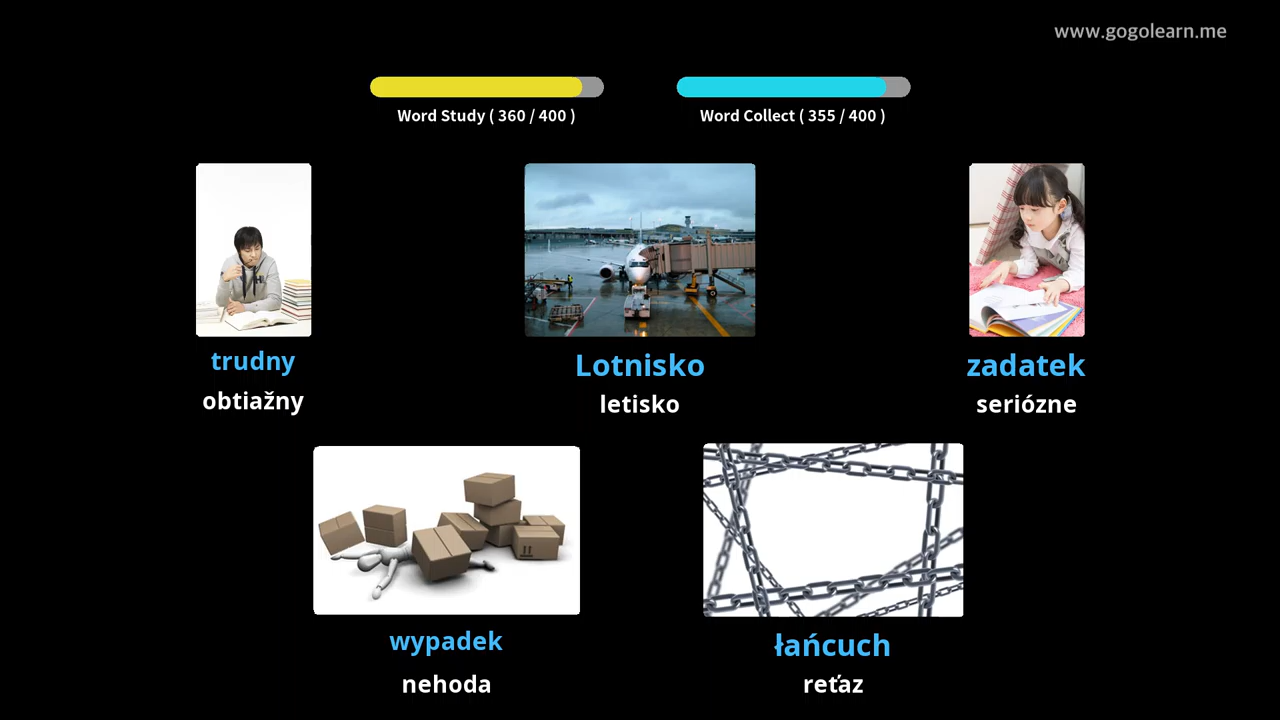 www.gogolearn.me
Word Study ( 360 / 400 )
Word Collect ( 355 / 400 )
trudny
Lotnisko
zadatek
obtiažny
letisko
seriózne
wypadek
łańcuch
nehoda
reťaz